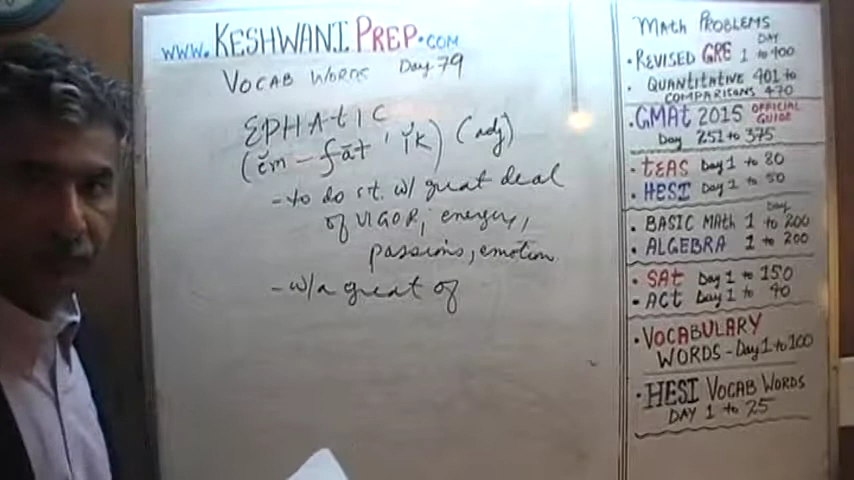 www.KESHWANIPREP.COM
VOCAB WORDS Day 79
EPHATIC
(ĕm - făt' ĭk) (adj)
- to do st. w/ great deal
of VIGOR, energy,
passions, emotion.
- w/a great of
MATH PROBLEMS
• REVISED GRE DAY 1 to 400
• QUANTITATIVE 401 to
COMPARISONS 470
• GMAT 2015 OFFICIAL GUIDE
Day 251 to 375
• TEAS Day 1 to 80
• HESI Day 1 to 50
Day
• BASIC MATH 1 to 200
• ALGEBRA 1 to 200
• SAT Day 1 to 150
• ACT Day 1 to 40
• VOCABULARY
WORDS - Day 1 to 100
• HESI VOCAB WORDS
DAY 1 to 25